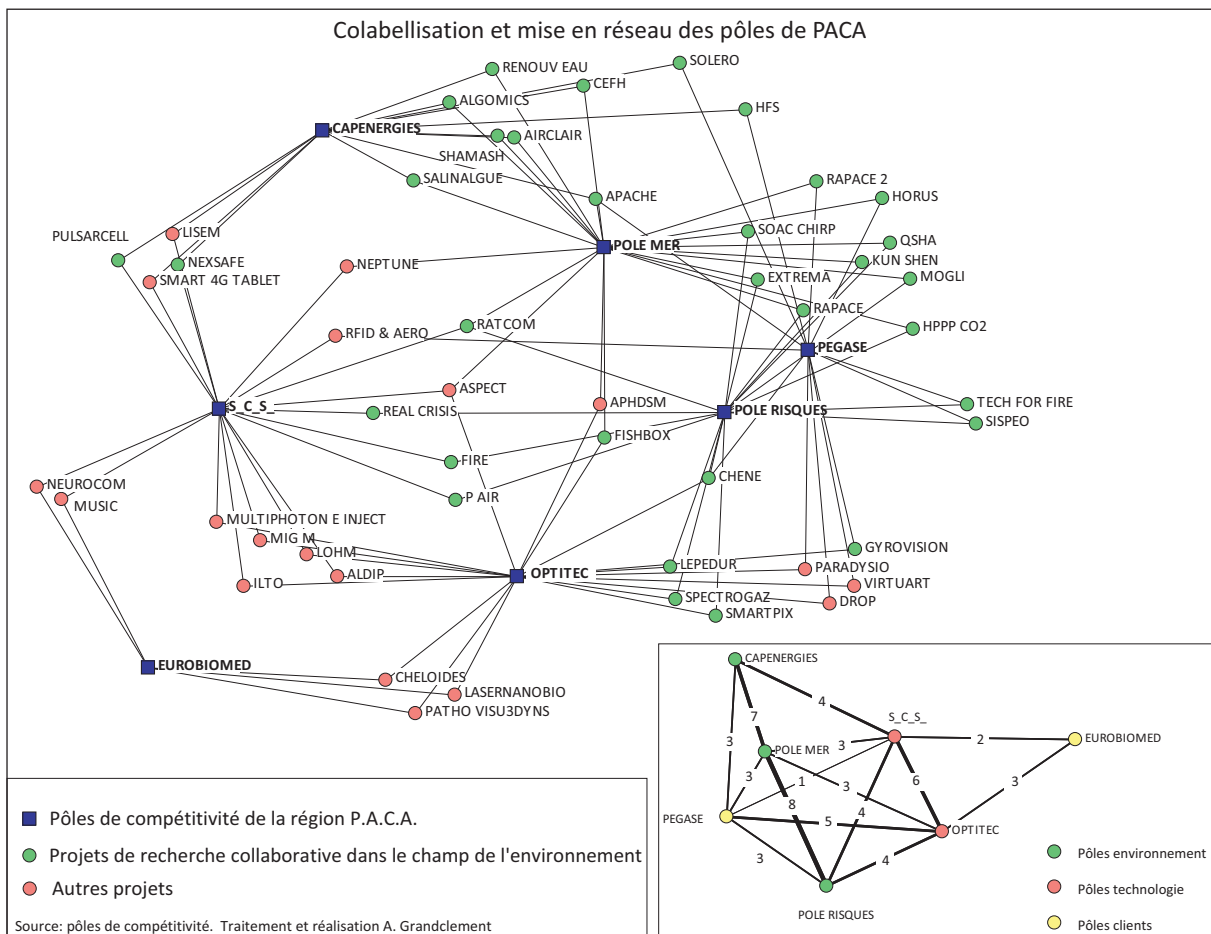 Colabellisation et mise en réseau des pôles de PACA
RENOUV EAU
SOLERO
CEFH
ALGOMICS
HFS
CAPENERGIES
AIRCLAIR
SHAMASH
SALINALGUE
RAPACE 2
APACHE
HORUS
SOAC CHIRP
PULSARCELL
LISEM
POLE MER
QSHA
NEXSAFE
NEPTUNE
KUN SHEN
SMART 4G TABLET
EXTREMA
MOGLI
RAPACE
RATCOM
HPPP CO2
RFID & AERO
PEGASE
ASPECT
APHDSM
TECH FOR FIRE
S_C_S_
REAL CRISIS
POLE RISQUES
SISPEO
FISHBOX
FIRE
CHENE
NEUROCOM
MUSIC
P AIR
MULTIPHOTON E INJECT
MIG M
LOHM
GYROVISION
LEPEDUR
PARADYSIO
ILTO
ALDIP
OPTITEC
VIRTUART
SPECTROGAZ
DROP
SMARTPIX
EUROBIOMED
CHELOIDES
LASERNANOBIO
PATHO VISU3DYNS
CAPENERGIES
4
S_C_S_
7
3
POLE MER
3
2
EUROBIOMED
3
1
3
6
3
8
4
PEGASE
5
OPTITEC
3
4
POLE RISQUES
Pôles environnement
Pôles technologie
Pôles clients
Pôles de compétitivité de la région P.A.C.A.
Projets de recherche collaborative dans le champ de l'environnement
Autres projets
Source: pôles de compétitivité. Traitement et réalisation A. Grandclement